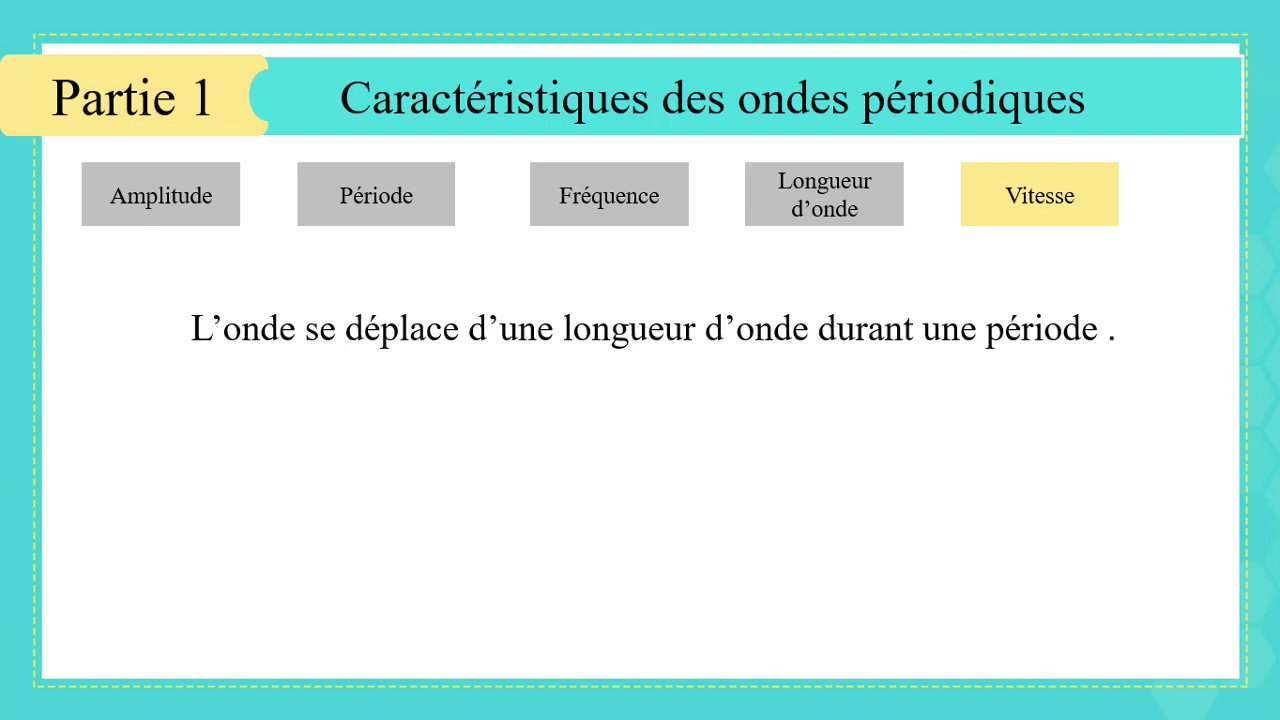 Partie 1
Caractéristiques des ondes périodiques
Amplitude
Période
Fréquence
Longueur
d’onde
Vitesse
L’onde se déplace d’une longueur d’onde durant une période .